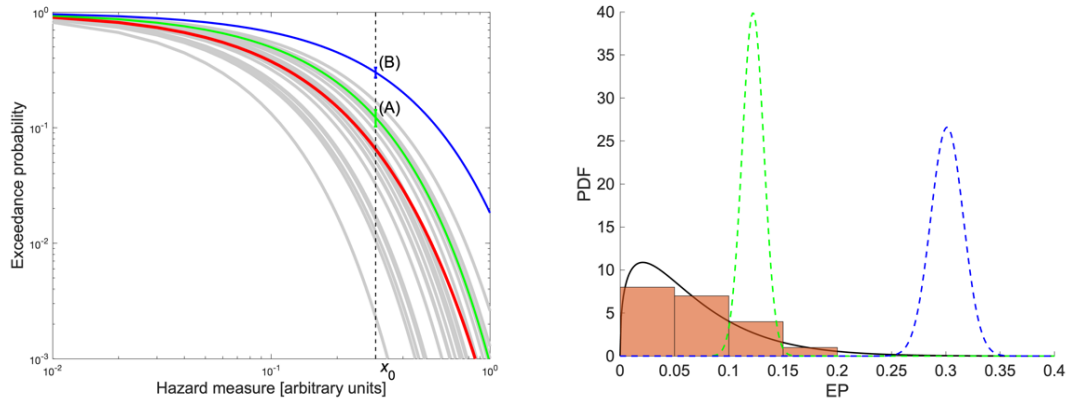 10⁰
(B)
(A)
10⁻¹
10⁻²
10⁻³
Exceedance probability
10⁻² 10⁻¹ x₀ 10⁰
Hazard measure [arbitrary units]
40
35
30
25
20
15
10
5
0
PDF
0 0.05 0.1 0.15 0.2 0.25 0.3 0.35 0.4
EP